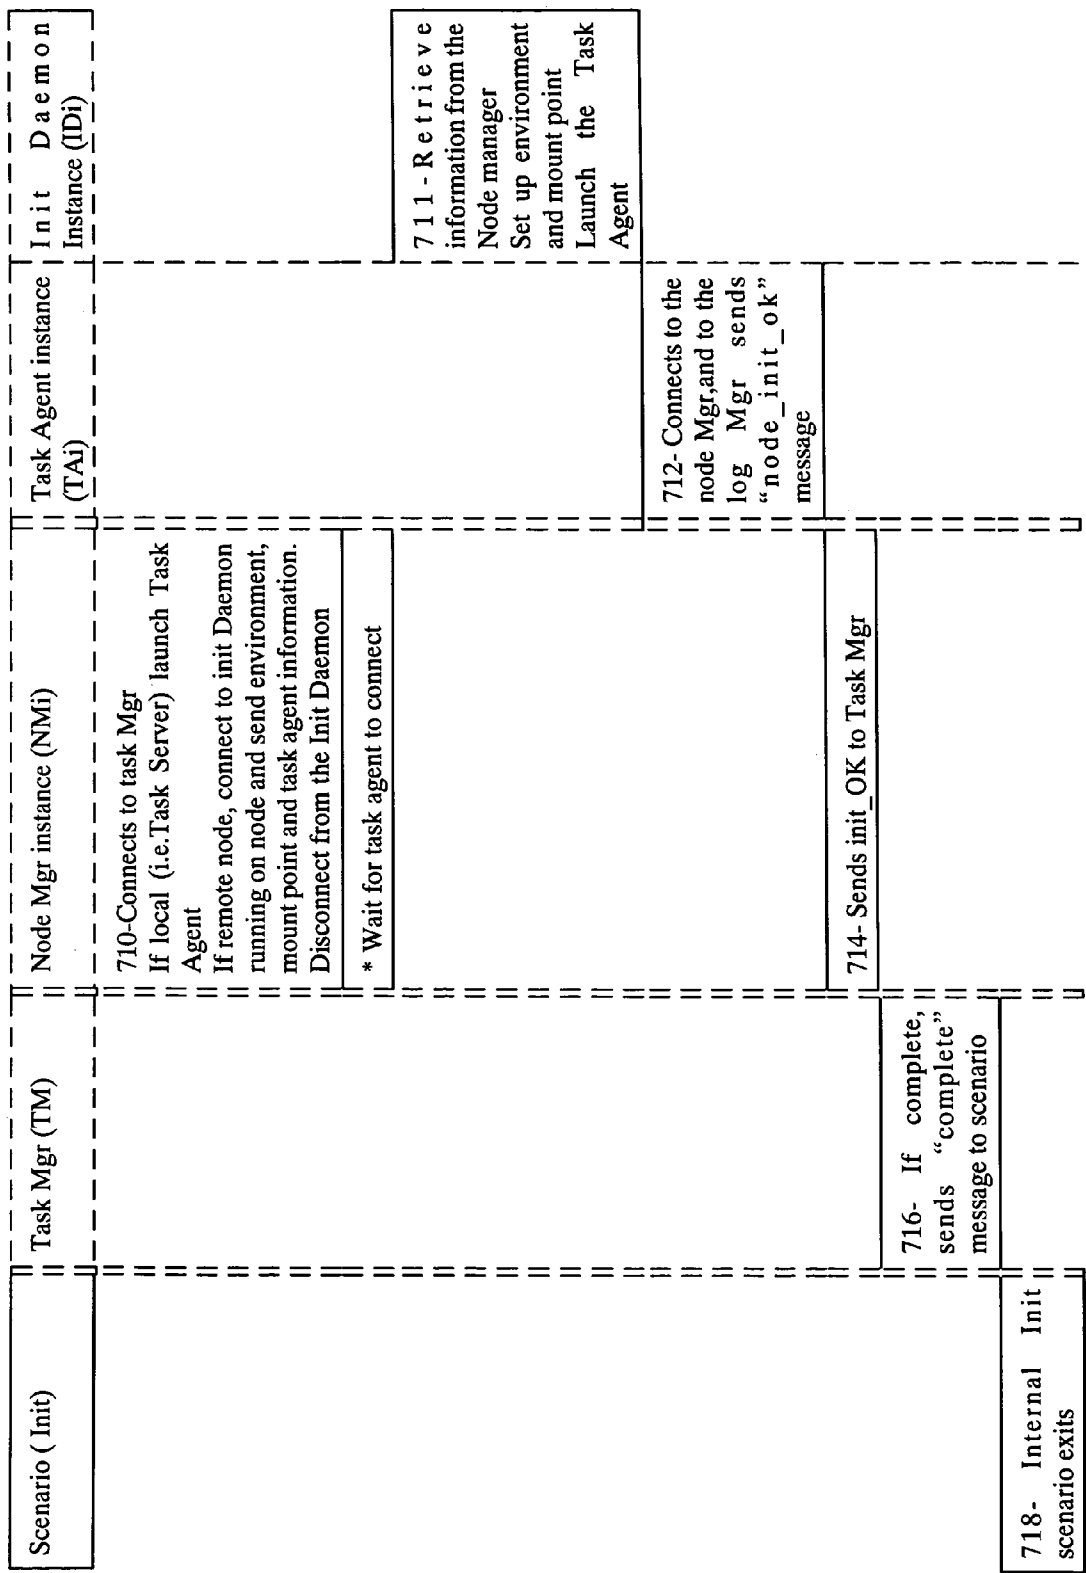 Scenario ( Init)
Task Mgr (TM)
Node Mgr instance (NMi)
Task Agent instance
(TAi)
Init Daemon
Instance (IDi)
710-Connects to task Mgr
If local (i.e.Task Server) launch Task
Agent
If remote node, connect to init Daemon
running on node and send environment,
mount point and task agent information.
Disconnect from the Init Daemon
* Wait for task agent to connect
711-Retrieve
information from the
Node manager
Set up environment
and mount point
Launch the Task
Agent
712- Connects to the
node Mgr,and to the
log Mgr sends
“node_init_ok”
message
714- Sends init_OK to Task Mgr
716- If complete,
sends “complete”
message to scenario
718- Internal Init
scenario exits